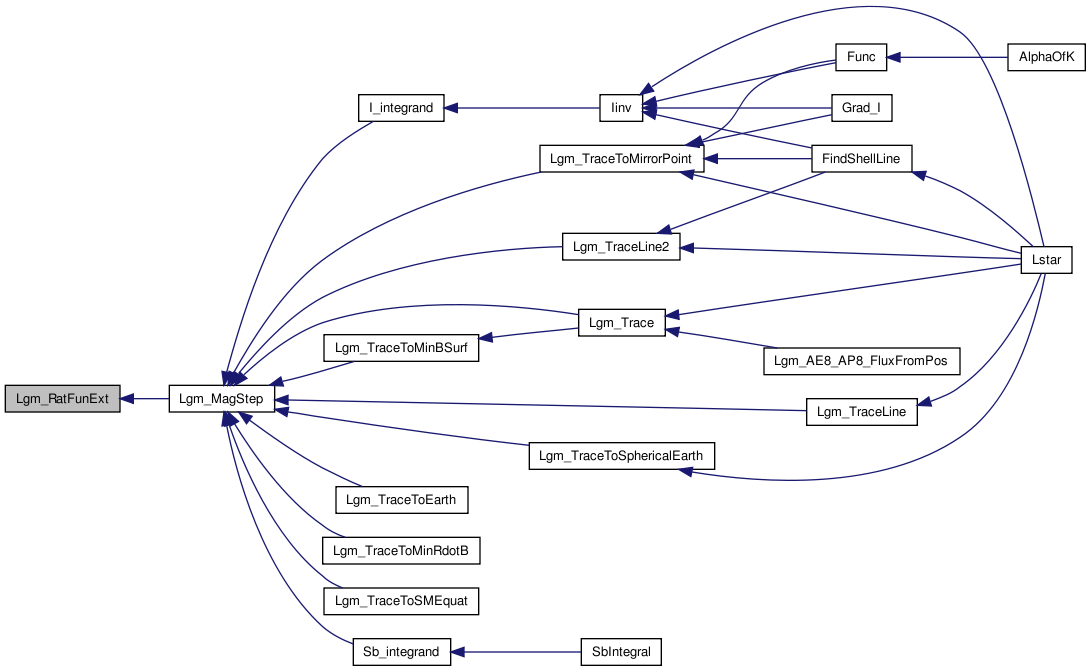 Func
AlphaOfK
I_integrand
Iinv
Grad_I
Lgm_TraceToMirrorPoint
FindShellLine
Lgm_TraceLine2
Lstar
Lgm_Trace
Lgm_TraceToMinBSurf
Lgm_AE8_AP8_FluxFromPos
Lgm_RatFunExt
Lgm_MagStep
Lgm_TraceLine
Lgm_TraceToSphericalEarth
Lgm_TraceToEarth
Lgm_TraceToMinRdotB
Lgm_TraceToSMEquat
Sb_integrand
SbIntegral